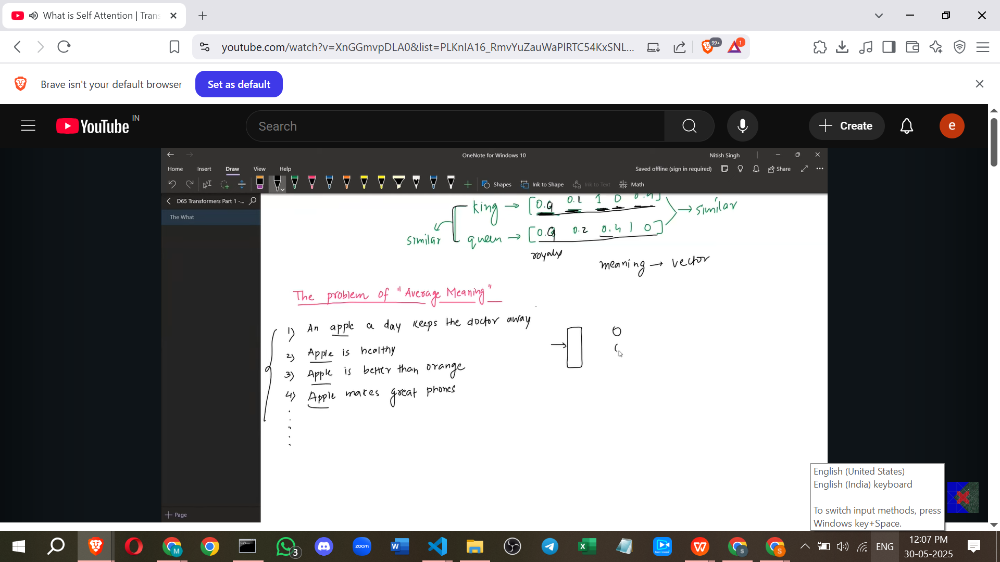 What is Self Attention | Trans
youtube.com/watch?v=XnGGmvpDLA0&list=PLKnIA16_RmvYuZauWaPlRTC54KxSNL...
99+
1
Brave isn't your default browser
Set as default
YouTube IN
Search
Create
e
OneNote for Windows 10
Nitish Singh
Home Insert Draw View Help
Saved offline (sign in required)
Share
Shapes
Ink to Shape
Ink to Text
Math
D65 Transformers Part 1 -...
The What
king → [0.9 0.1 1 0 0.4] → similar
similar
queen → [0.9 0.2 0.4 1 0]
royalty
meaning → vector
The problem of "Average Meaning"
1) An apple a day keeps the doctor away
2) Apple is healthy
3) Apple is better than orange
4) Apple makes great phones
O
Page
English (United States)
English (India) keyboard
To switch input methods, press
Windows key+Space.
M
3
zoom
ENG
12:07 PM
30-05-2025